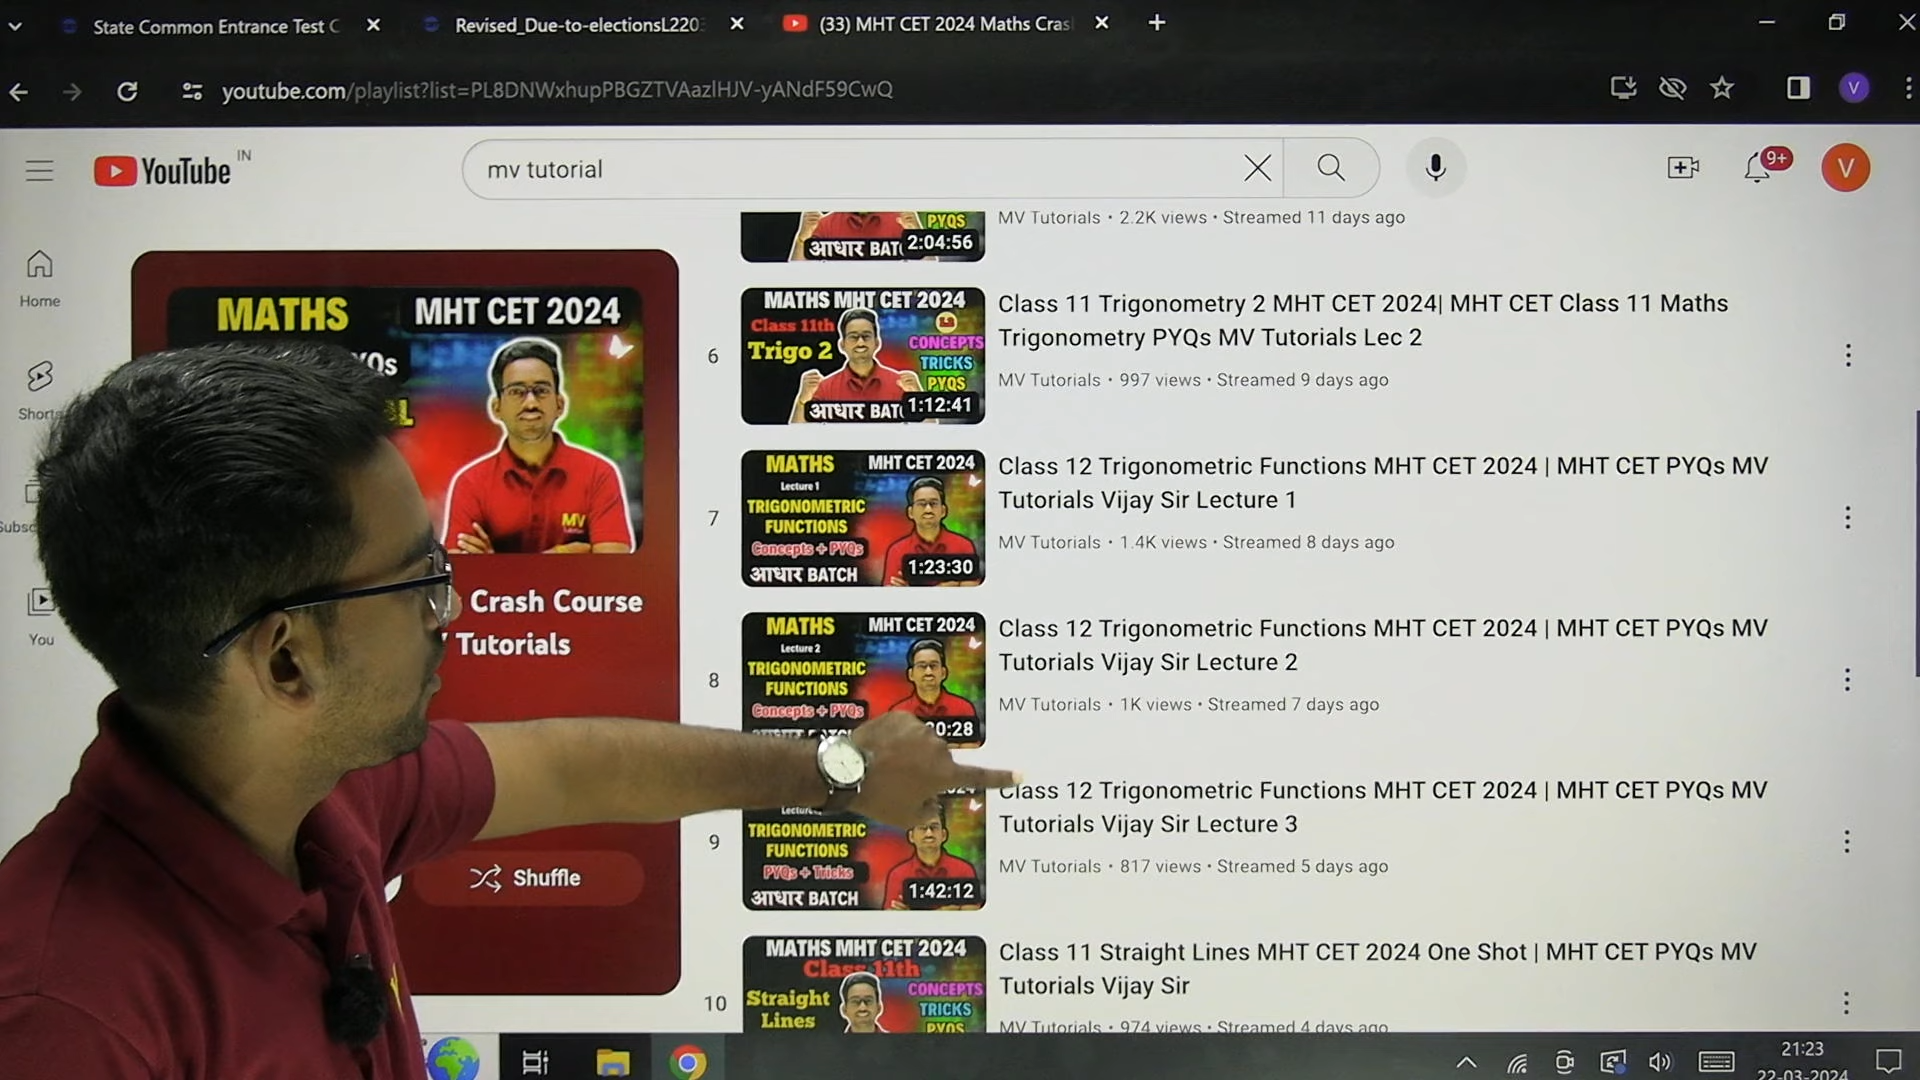 State Common Entrance Test C
Revised_Due-to-electionsL220
(33) MHT CET 2024 Maths Cras
youtube.com/playlist?list=PL8DNWxhupPBGZTVAazlHJV-yANdF59CwQ
V
YouTube IN
mv tutorial
9+
V
Home
Shorts
Subsc
You
MATHS MHT CET 2024
MV
Crash Course
Tutorials
Shuffle
PYQS
आधार BAT
2:04:56
MV Tutorials • 2.2K views • Streamed 11 days ago
6
MATHS MHT CET 2024
Class 11th
Trigo 2
CONCEPTS
TRICKS
PYQS
आधार BAT
1:12:41
Class 11 Trigonometry 2 MHT CET 2024| MHT CET Class 11 Maths
Trigonometry PYQs MV Tutorials Lec 2
MV Tutorials • 997 views • Streamed 9 days ago
7
MATHS MHT CET 2024
Lecture 1
TRIGONOMETRIC
FUNCTIONS
Concepts + PYQs
आधार BATCH
1:23:30
Class 12 Trigonometric Functions MHT CET 2024 | MHT CET PYQs MV
Tutorials Vijay Sir Lecture 1
MV Tutorials • 1.4K views • Streamed 8 days ago
8
MATHS MHT CET 2024
Lecture 2
TRIGONOMETRIC
FUNCTIONS
Concepts + PYQs
0:28
Class 12 Trigonometric Functions MHT CET 2024 | MHT CET PYQs MV
Tutorials Vijay Sir Lecture 2
MV Tutorials • 1K views • Streamed 7 days ago
9
TRIGONOMETRIC
FUNCTIONS
PYQs + Tricks
आधार BATCH
1:42:12
Class 12 Trigonometric Functions MHT CET 2024 | MHT CET PYQs MV
Tutorials Vijay Sir Lecture 3
MV Tutorials • 817 views • Streamed 5 days ago
10
MATHS MHT CET 2024
Class 11th
Straight
Lines
CONCEPTS
TRICKS
PYQS
Class 11 Straight Lines MHT CET 2024 One Shot | MHT CET PYQs MV
Tutorials Vijay Sir
MV Tutorials • 974 views • Streamed 4 days ago
21:23
22-03-2024